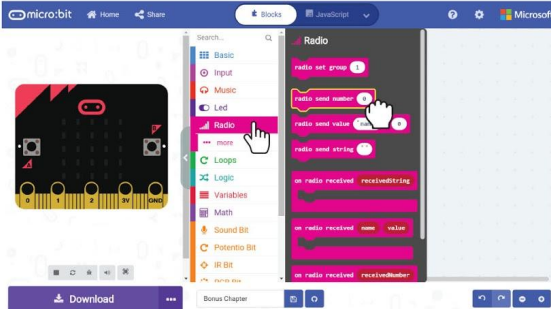 micro:bit
Home
Share
Blocks
JavaScript
Microsoft
Search...
Basic
Input
Music
Led
Radio
more
Loops
Logic
Variables
Math
Sound Bit
Potentio Bit
IR Bit
Radio
radio set group 1
radio send number 0
radio send value "name" = 0
radio send string " "
on radio received receivedString
on radio received name value
on radio received receivedNumber
0 1 2 3V GND
Download
Bonus Chapter